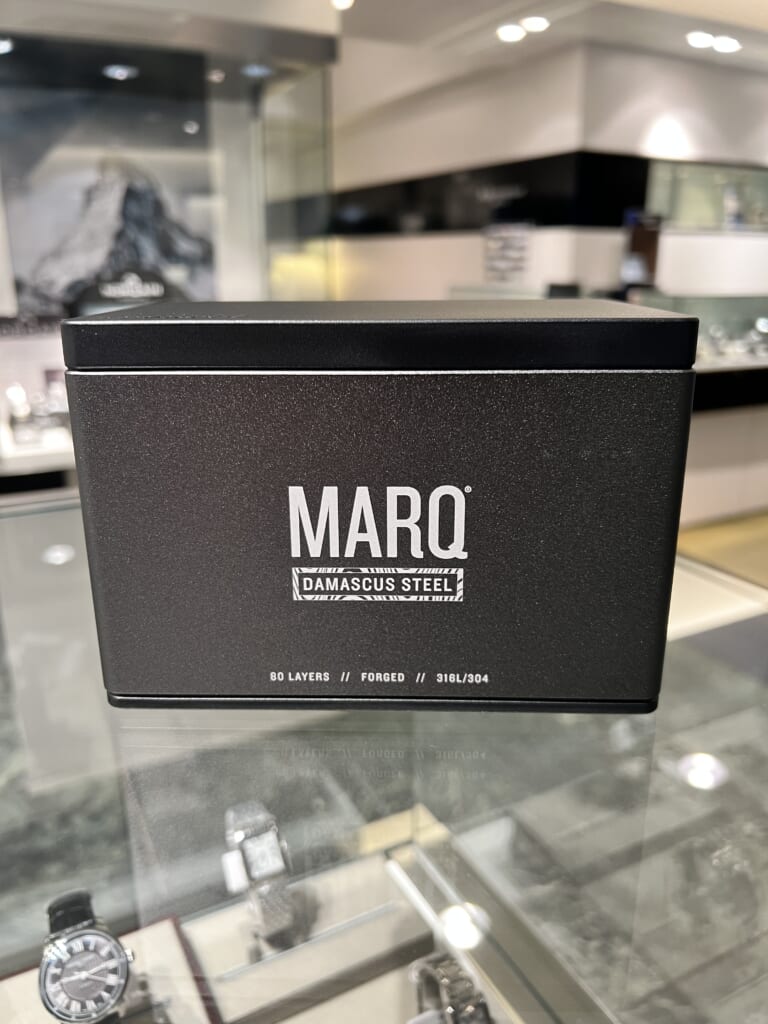 MARQ®
DAMASCUS STEEL
80 LAYERS // FORGED // 316L/304